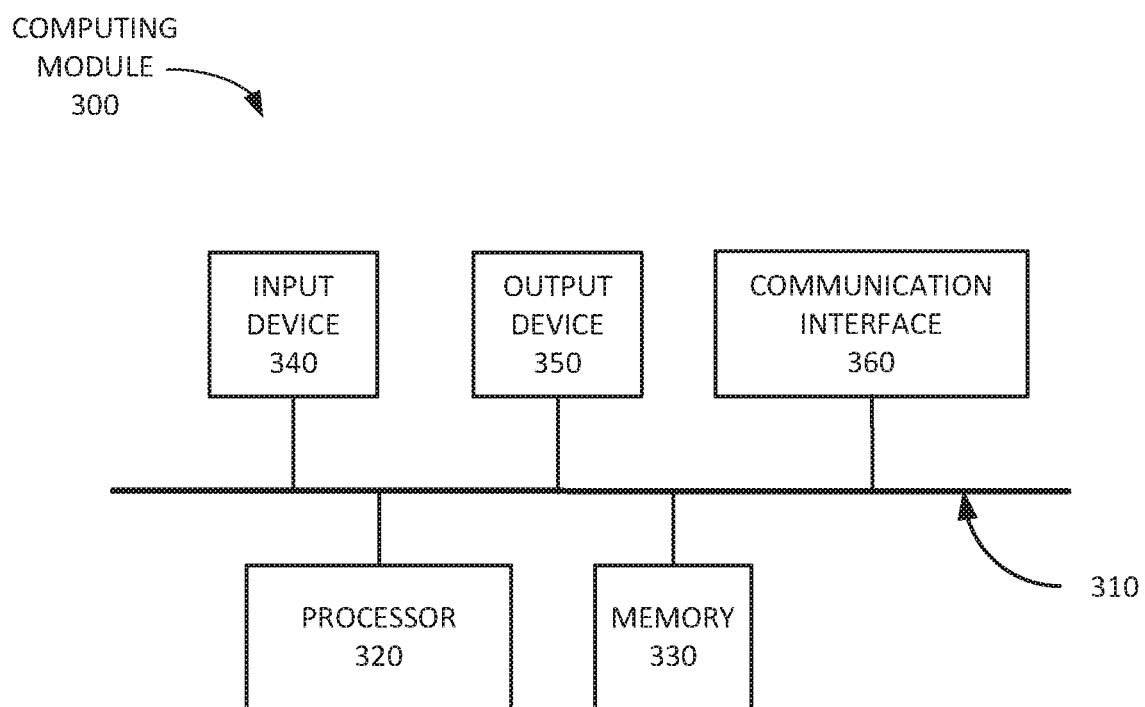 COMPUTING
MODULE
300
INPUT
DEVICE
340
OUTPUT
DEVICE
350
COMMUNICATION
INTERFACE
360
310
PROCESSOR
320
MEMORY
330